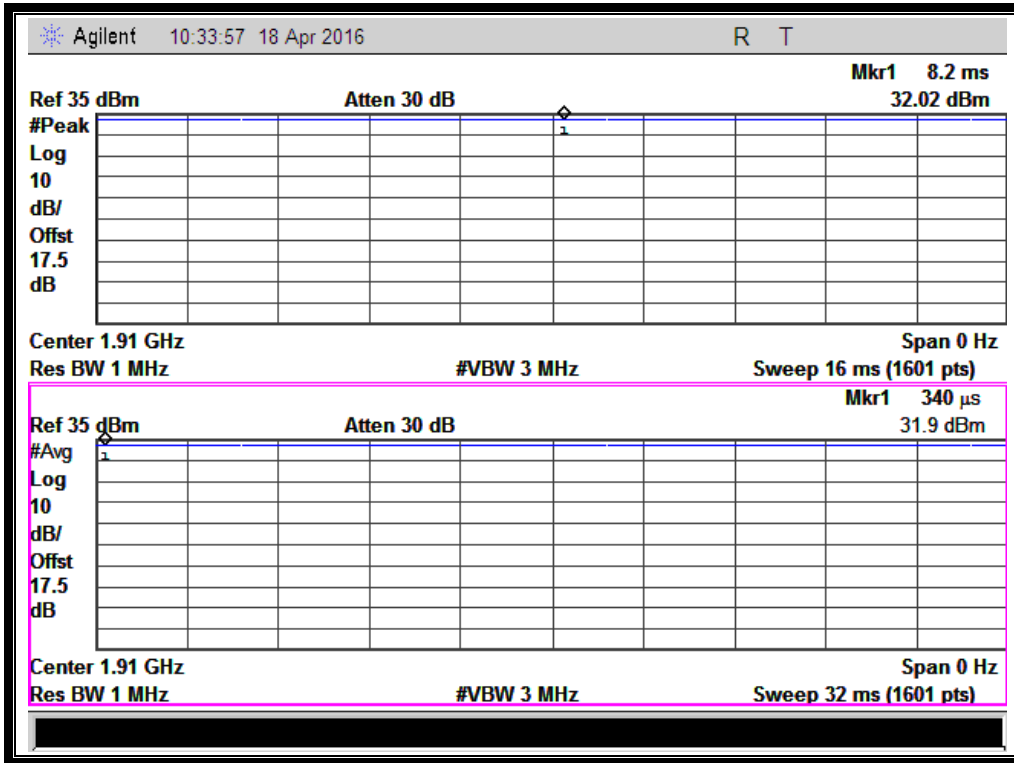 Agilent 10:33:57 18 Apr 2016 R T
Mkr1 8.2 ms
Ref 35 dBm Atten 30 dB 32.02 dBm
#Peak
1
Log
10
dB/
Offst
17.5
dB
Center 1.91 GHz Span 0 Hz
Res BW 1 MHz #VBW 3 MHz Sweep 16 ms (1601 pts)
Mkr1 340 µs
Ref 35 dBm Atten 30 dB 31.9 dBm
#Avg
1
Log
10
dB/
Offst
17.5
dB
Center 1.91 GHz Span 0 Hz
Res BW 1 MHz #VBW 3 MHz Sweep 32 ms (1601 pts)